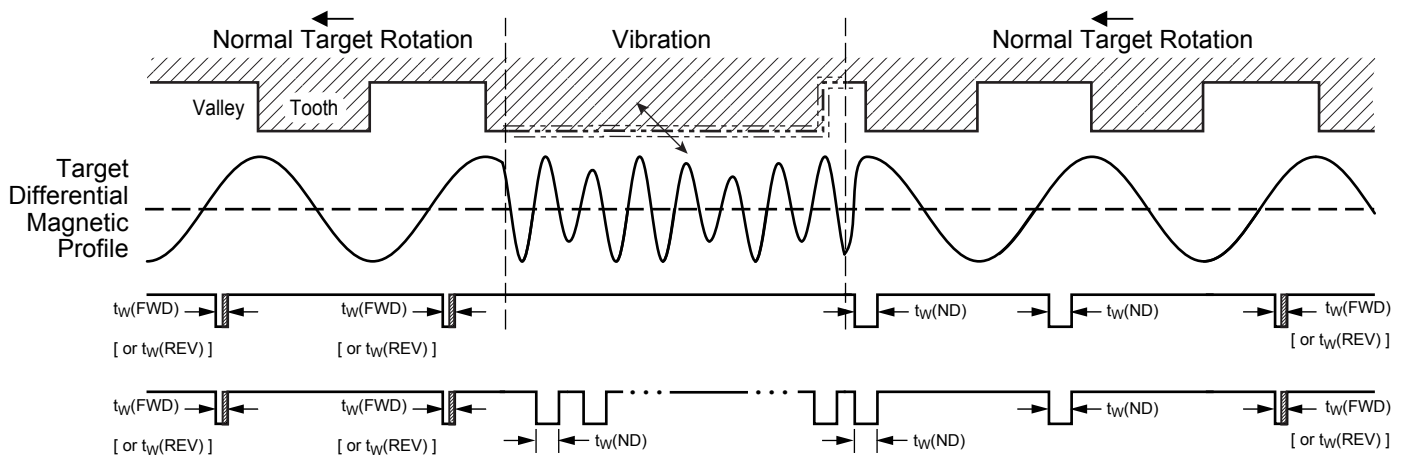 Normal Target Rotation
Vibration
Normal Target Rotation
Valley
Tooth
Target
Differential
Magnetic
Profile
tW(FWD)
[ or tW(REV) ]
tW(FWD)
[ or tW(REV) ]
tW(ND)
tW(ND)
tW(FWD)
[ or tW(REV) ]
tW(FWD)
[ or tW(REV) ]
tW(FWD)
[ or tW(REV) ]
tW(ND)
tW(ND)
tW(ND)
tW(FWD)
[ or tW(REV) ]